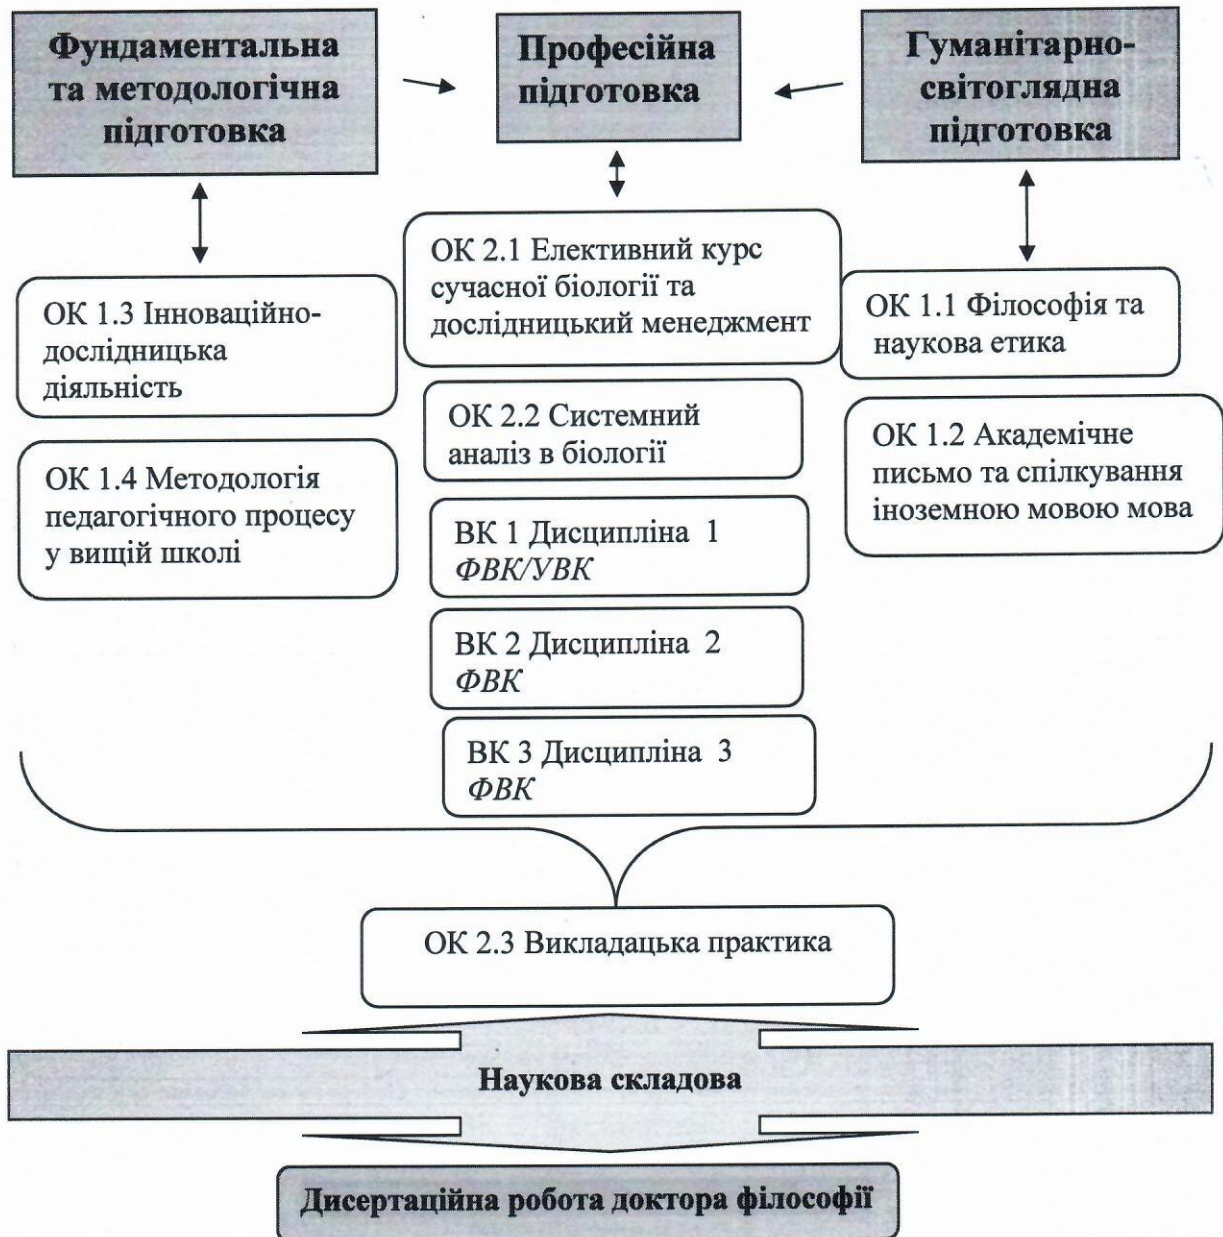 Фундаментальна
та методологічна
підготовка
Професійна
підготовка
Гуманітарно-
світоглядна
підготовка
ОК 1.3 Інноваційно-
дослідницька
діяльність
ОК 1.4 Методологія
педагогічного процесу
у вищій школі
ОК 2.1 Елективний курс
сучасної біології та
дослідницький менеджмент
ОК 2.2 Системний
аналіз в біології
ВК 1 Дисципліна 1
ФВК/УВК
ВК 2 Дисципліна 2
ФВК
ВК 3 Дисципліна 3
ФВК
ОК 1.1 Філософія та
наукова етика
ОК 1.2 Академічне
письмо та спілкування
іноземною мовою мова
ОК 2.3 Викладацька практика
Наукова складова
Дисертаційна робота доктора філософії